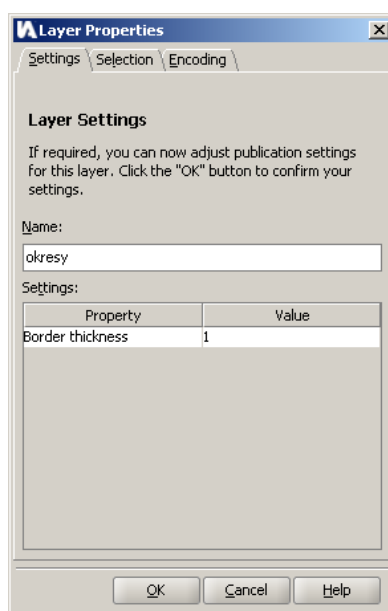 Layer Properties
Settings Selection Encoding
Layer Settings
If required, you can now adjust publication settings
for this layer. Click the "OK" button to confirm your
settings.
Name:
okresy
Settings:
Property Value
Border thickness 1
OK Cancel Help